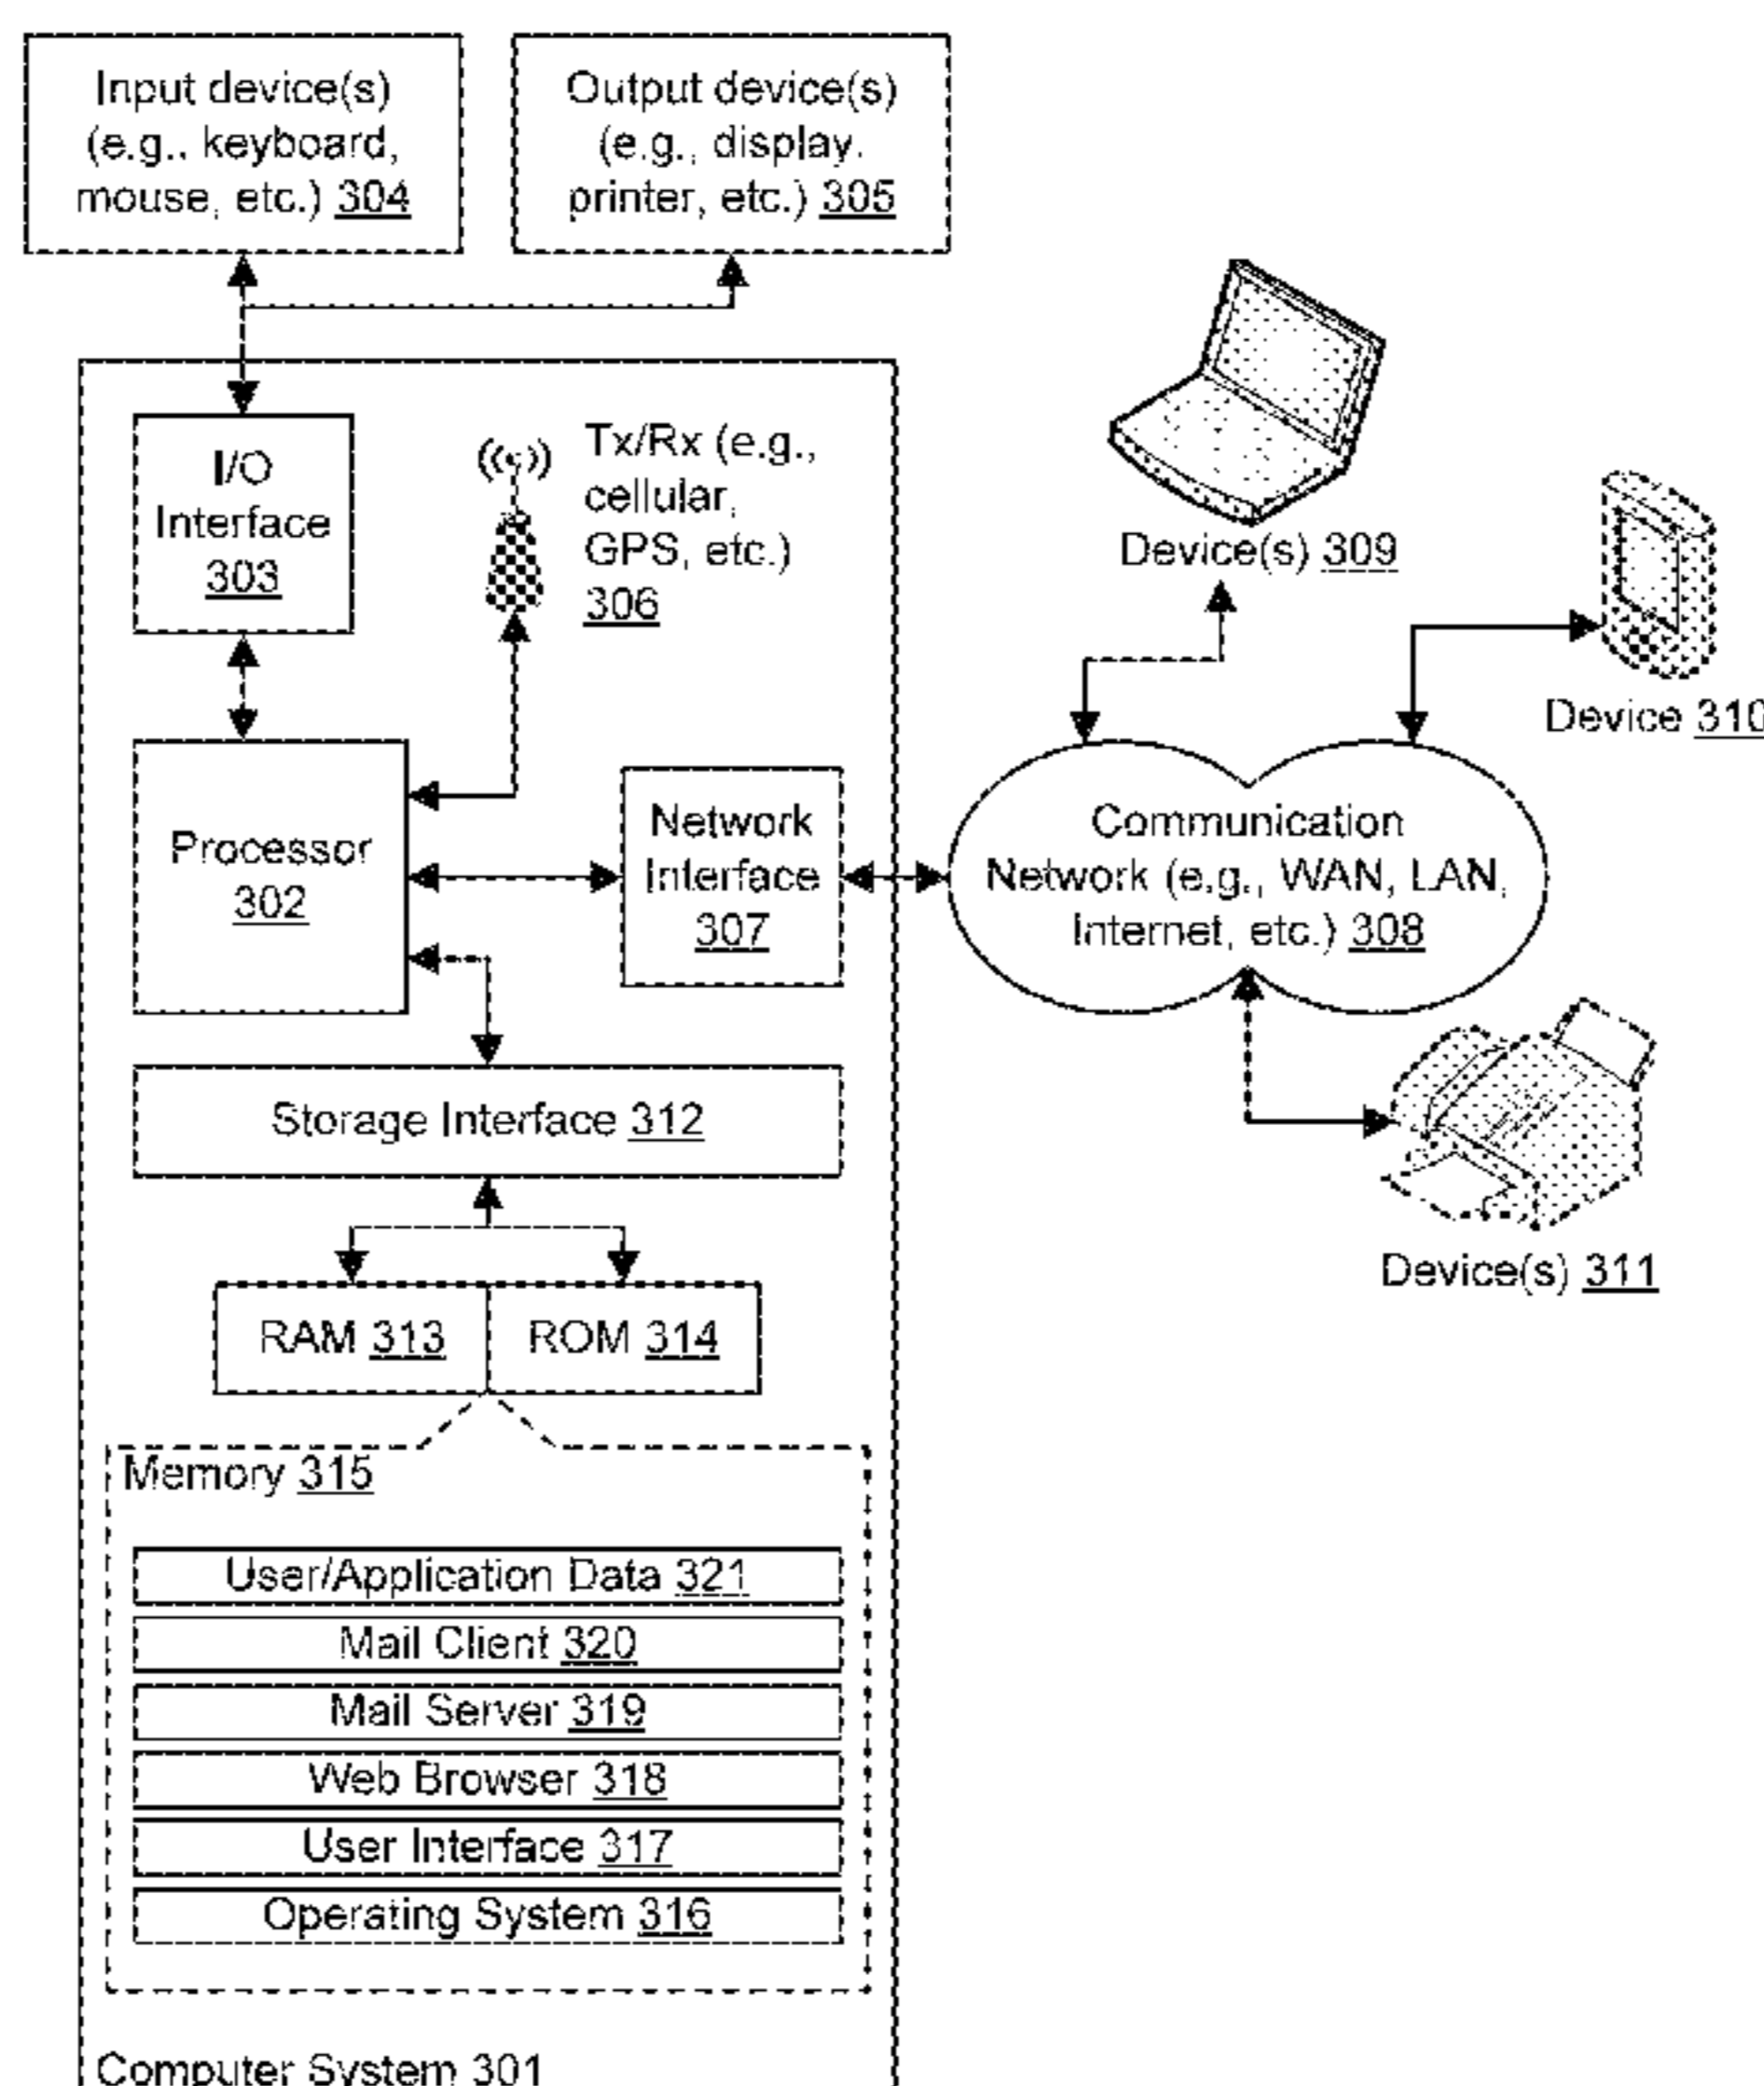 Input device(s)
(e.g., keyboard,
mouse, etc.) 304
Output device(s)
(e.g., display,
printer, etc.) 305
I/O
Interface
303
Tx/Rx (e.g.,
cellular,
GPS, etc.)
306
Device(s) 309
Device 310
Processor
302
Network
Interface
307
Communication
Network (e.g., WAN, LAN,
Internet, etc.) 308
Storage Interface 312
Device(s) 311
RAM 313
ROM 314
Memory 315
User/Application Data 321
Mail Client 320
Mail Server 319
Web Browser 318
User Interface 317
Operating System 316
Computer System 301